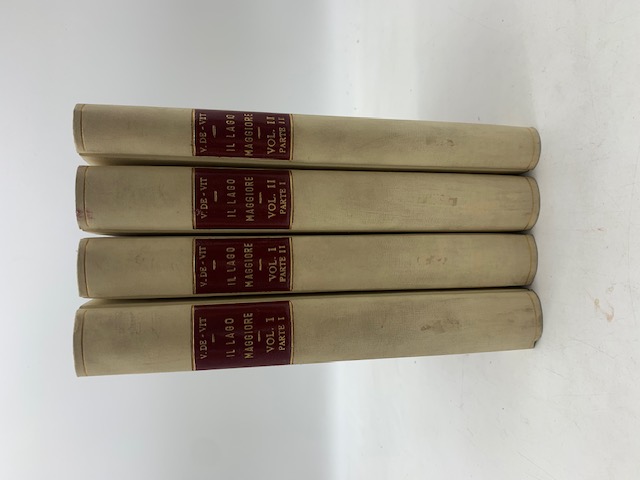 V. DE - VIT
IL LAGO
MAGGIORE
VOL. II
PARTE II
V. DE - VIT
IL LAGO
MAGGIORE
VOL. II
PARTE I
V. DE - VIT
IL LAGO
MAGGIORE
VOL. I
PARTE II
V. DE - VIT
IL LAGO
MAGGIORE
VOL. I
PARTE I